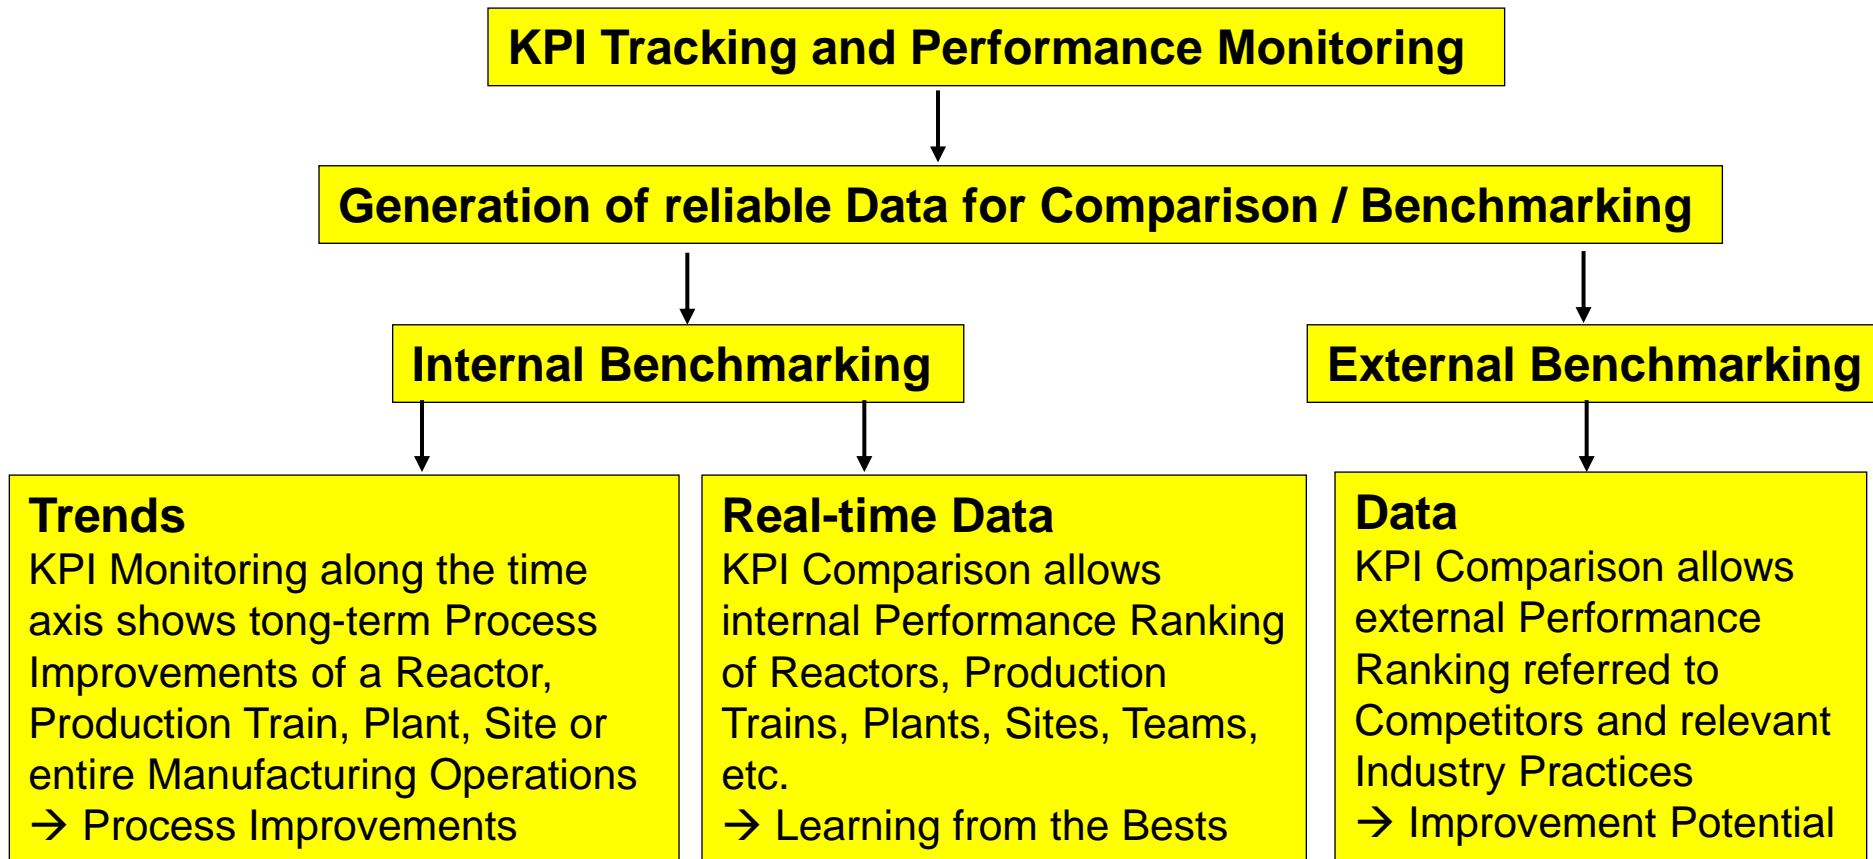 KPI Tracking and Performance Monitoring
Generation of reliable Data for Comparison / Benchmarking
Internal Benchmarking
External Benchmarking
Trends
KPI Monitoring along the time
axis shows tong-term Process
Improvements of a Reactor,
Production Train, Plant, Site or
entire Manufacturing Operations
→ Process Improvements
Real-time Data
KPI Comparison allows
internal Performance Ranking
of Reactors, Production
Trains, Plants, Sites, Teams,
etc.
→ Learning from the Bests
Data
KPI Comparison allows
external Performance
Ranking referred to
Competitors and relevant
Industry Practices
→ Improvement Potential